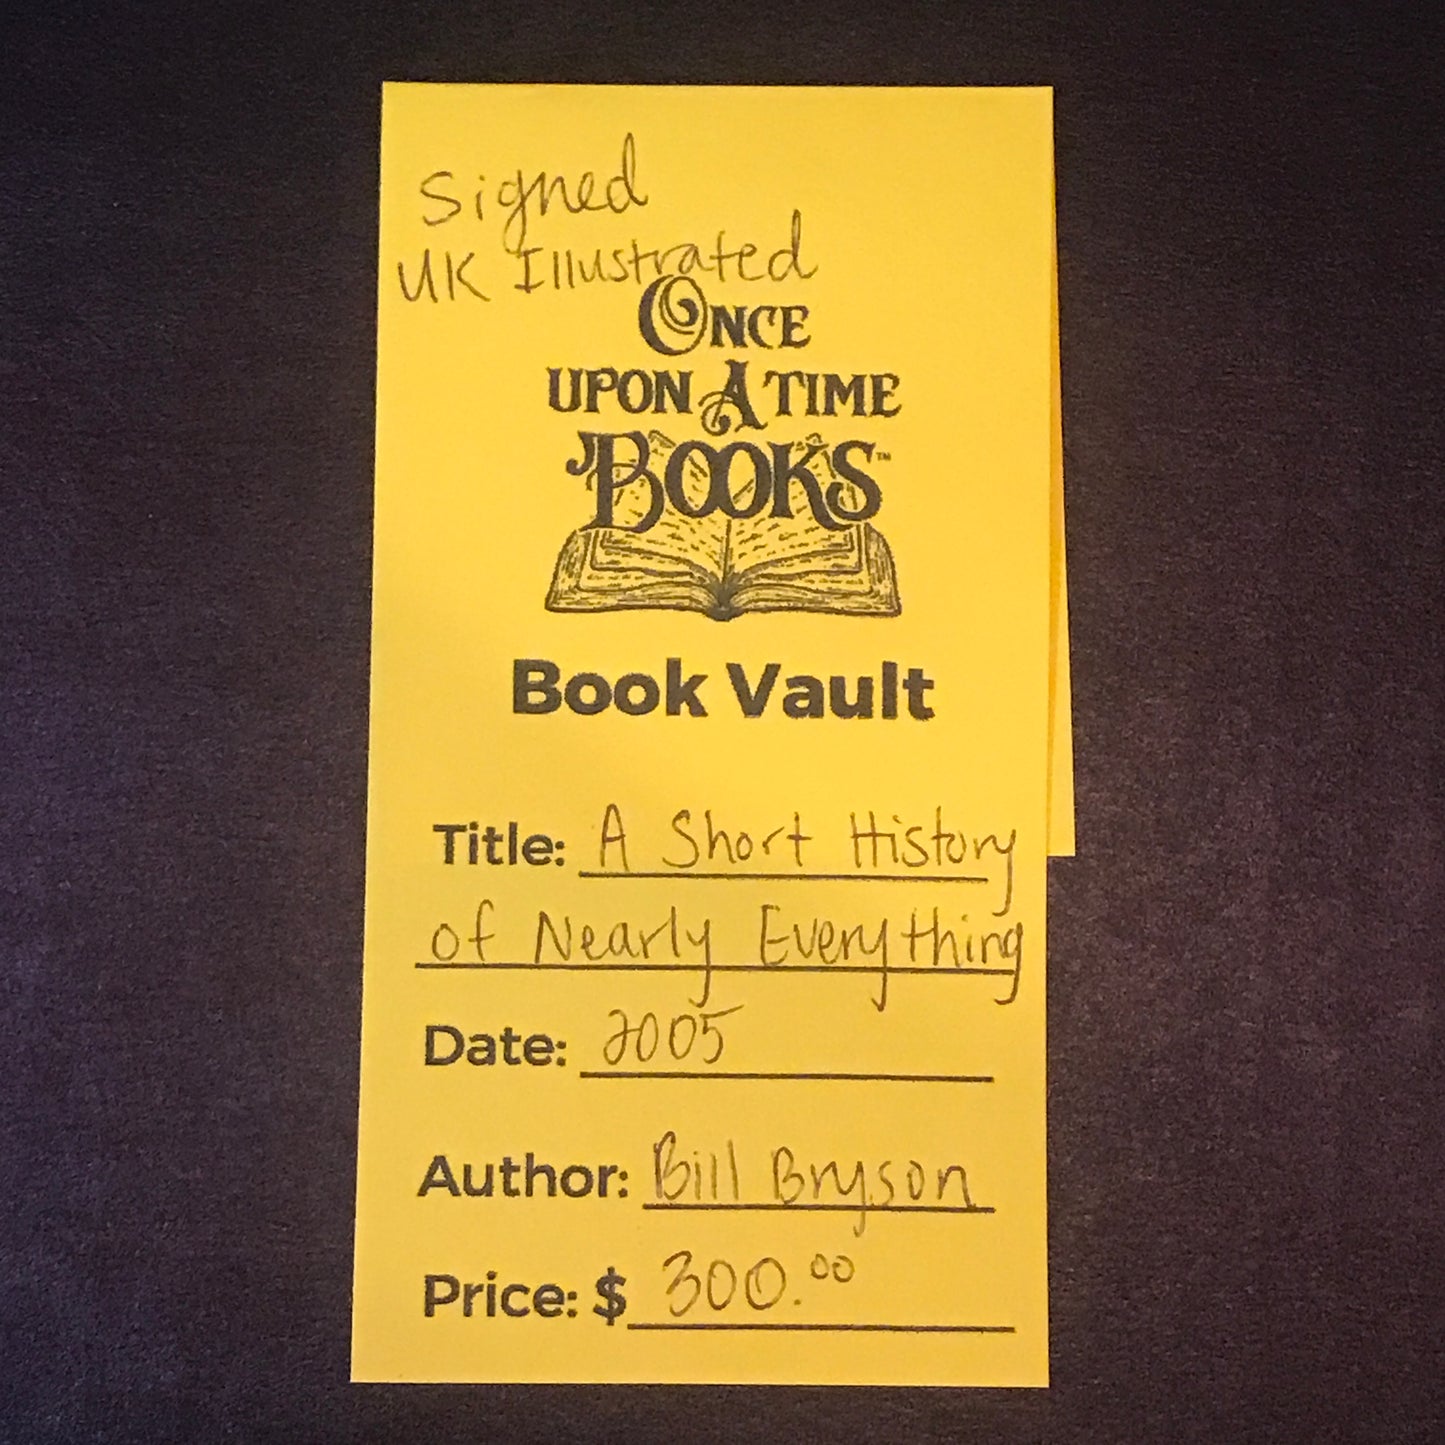 Signed
UK Illustrated
ONCE
UPON A TIME
BOOKS™
Book Vault
Title: A Short History
of Nearly Everything
Date: 2005
Author: Bill Bryson
Price: $ 300.00